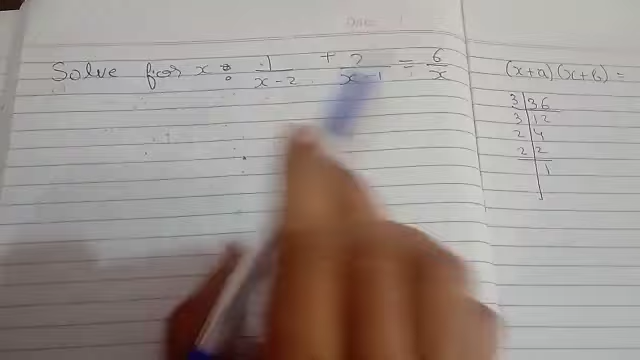 Solve for x : 1/(x-2) + 2/(x-1) = 6/x
(x+a)(x+b) =
3 | 36
3 | 12
2 | 4
2 | 2
| 1